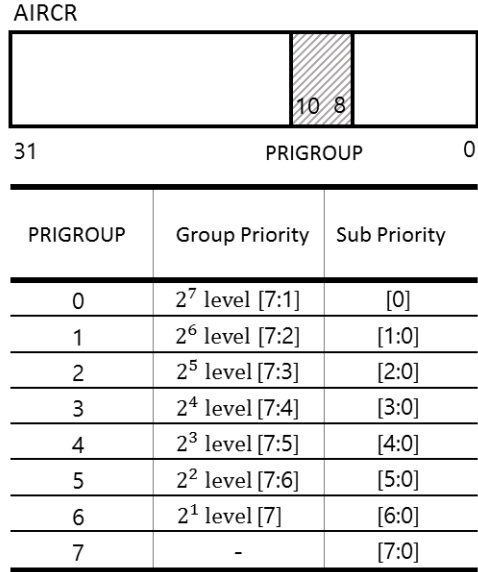 AIRCR
10 8
31 PRIGROUP 0
PRIGROUP Group Priority Sub Priority
0 2⁷ level [7:1] [0]
1 2⁶ level [7:2] [1:0]
2 2⁵ level [7:3] [2:0]
3 2⁴ level [7:4] [3:0]
4 2³ level [7:5] [4:0]
5 2² level [7:6] [5:0]
6 2¹ level [7] [6:0]
7 - [7:0]